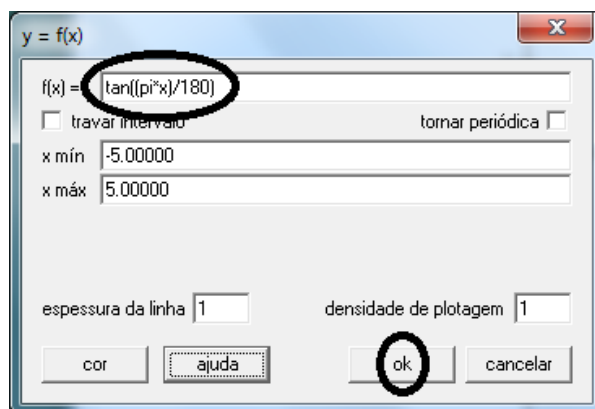 y = f(x)
f(x) = tan((pi*x)/180)
travar intervalo tornar periódica
x mín -5.00000
x máx 5.00000
espessura da linha 1 densidade de plotagem 1
cor ajuda ok cancelar